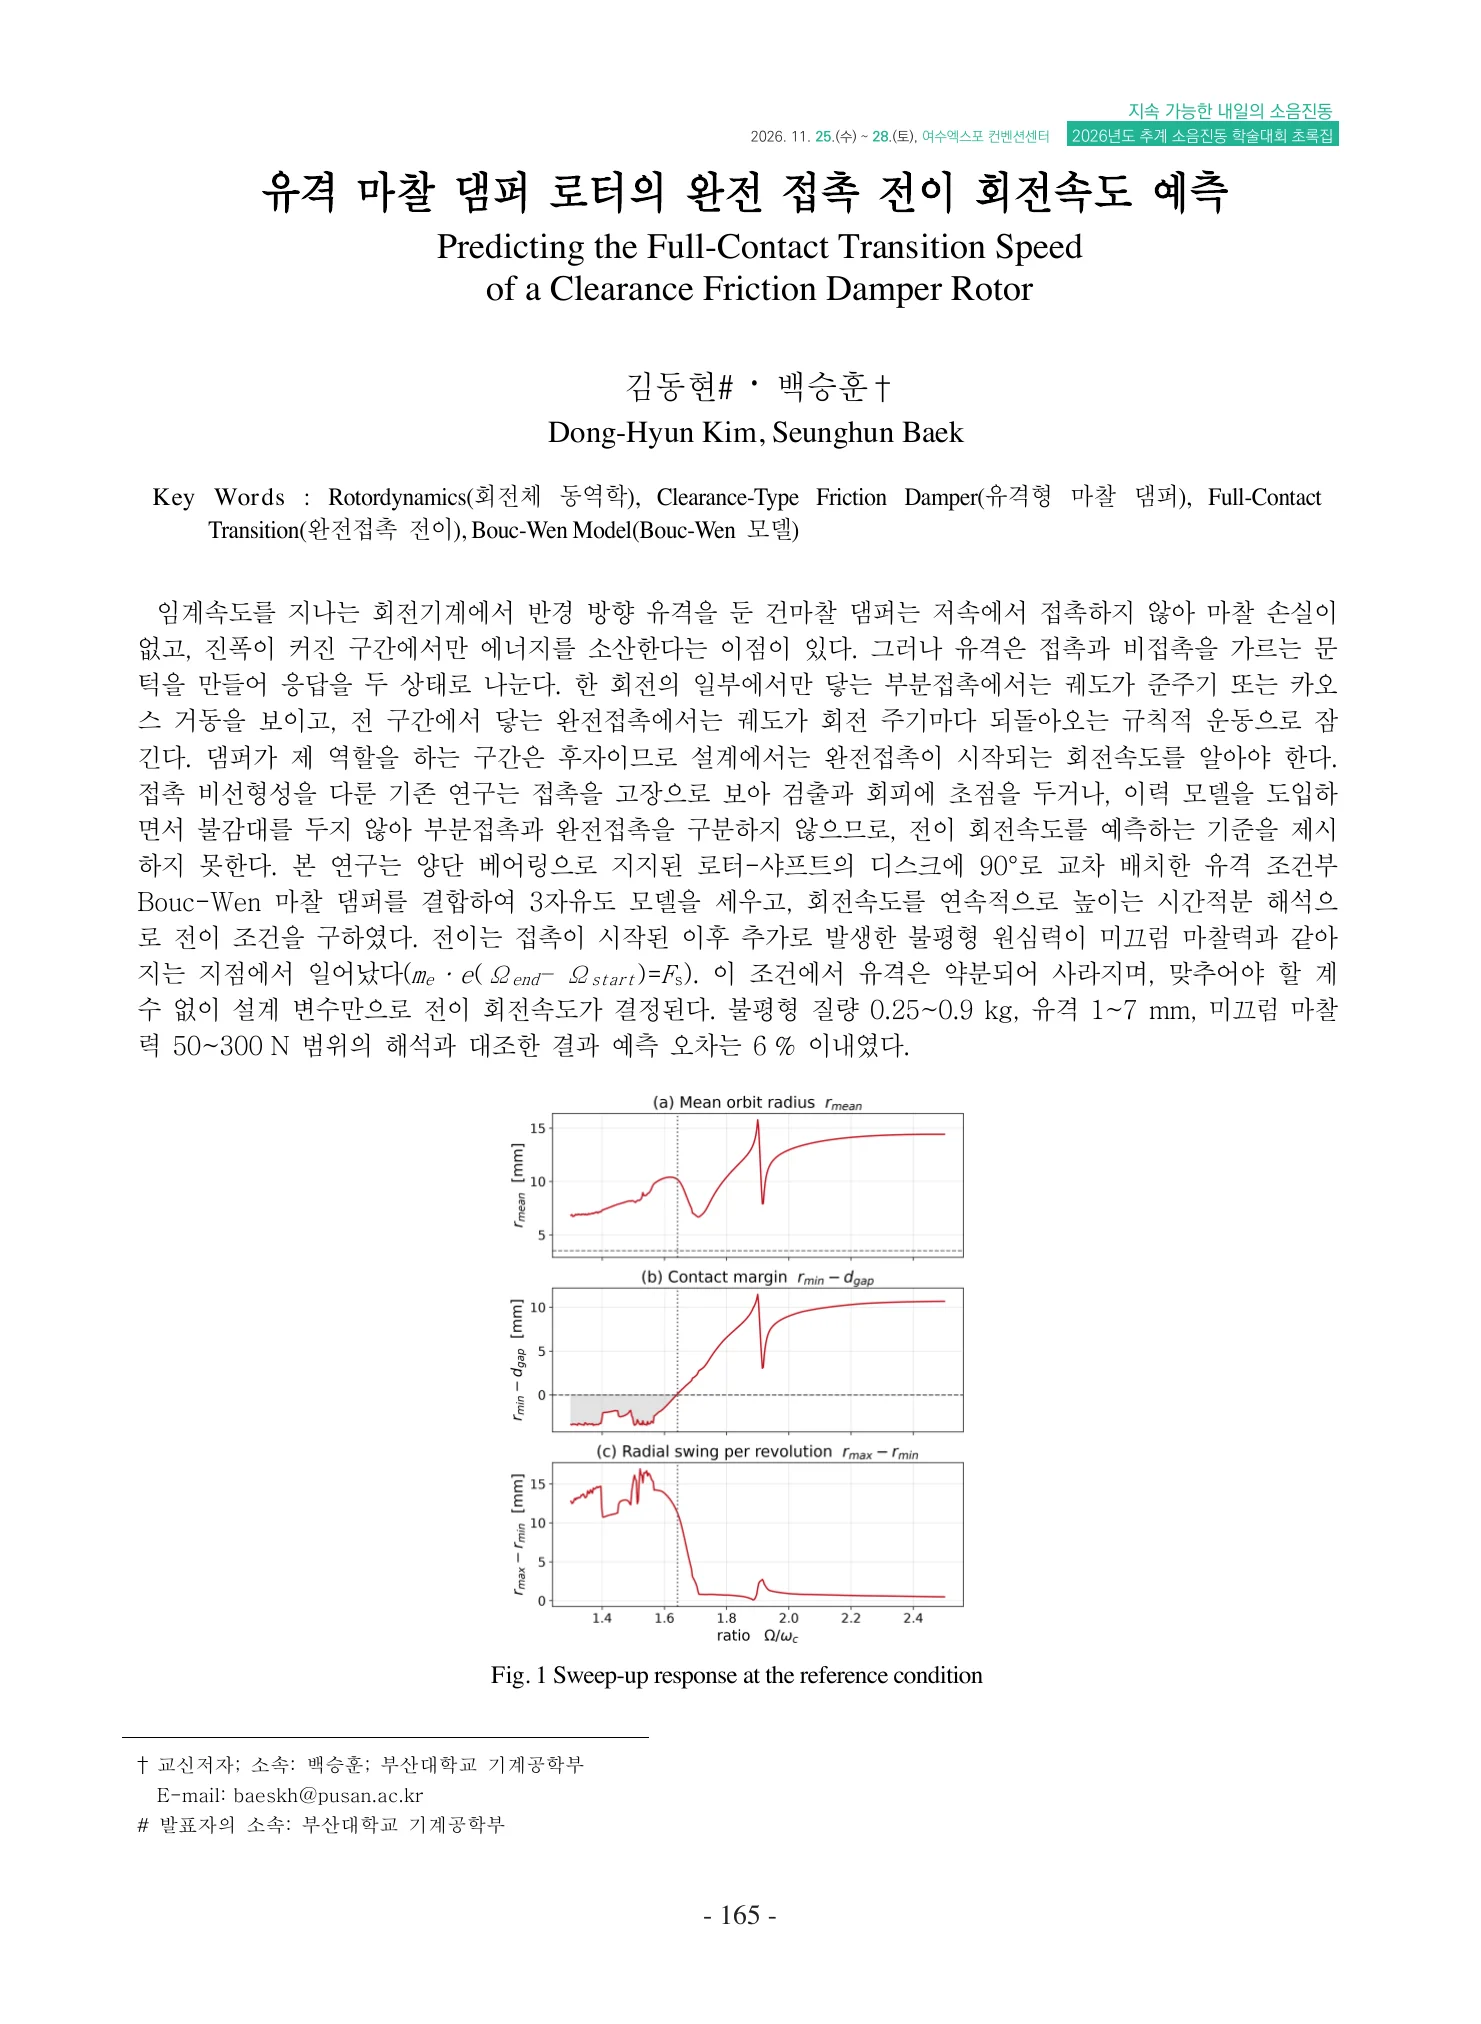 지속 가능한 내일의 소음진동
2026. 11. 25.(수) ~ 28.(토), 여수엑스포 컨벤션센터 2026년도 추계 소음진동 학술대회 초록집
유격 마찰 댐퍼 로터의 완전 접촉 전이 회전속도 예측
Predicting the Full-Contact Transition Speed
of a Clearance Friction Damper Rotor
김동현# · 백승훈†
Dong-Hyun Kim, Seunghun Baek
Key Words : Rotordynamics(회전체 동역학), Clearance-Type Friction Damper(유격형 마찰 댐퍼), Full-Contact
Transition(완전접촉 전이), Bouc-Wen Model(Bouc-Wen 모델)
임계속도를 지나는 회전기계에서 반경 방향 유격을 둔 건마찰 댐퍼는 저속에서 접촉하지 않아 마찰 손실이
없고, 진폭이 커진 구간에서만 에너지를 소산한다는 이점이 있다. 그러나 유격은 접촉과 비접촉을 가르는 문
턱을 만들어 응답을 두 상태로 나눈다. 한 회전의 일부에서만 닿는 부분접촉에서는 궤도가 준주기 또는 카오
스 거동을 보이고, 전 구간에서 닿는 완전접촉에서는 궤도가 회전 주기마다 되돌아오는 규칙적 운동으로 잠
긴다. 댐퍼가 제 역할을 하는 구간은 후자이므로 설계에서는 완전접촉이 시작되는 회전속도를 알아야 한다.
접촉 비선형성을 다룬 기존 연구는 접촉을 고장으로 보아 검출과 회피에 초점을 두거나, 이력 모델을 도입하
면서 불감대를 두지 않아 부분접촉과 완전접촉을 구분하지 않으므로, 전이 회전속도를 예측하는 기준을 제시
하지 못한다. 본 연구는 양단 베어링으로 지지된 로터-샤프트의 디스크에 90°로 교차 배치한 유격 조건부
Bouc-Wen 마찰 댐퍼를 결합하여 3자유도 모델을 세우고, 회전속도를 연속적으로 높이는 시간적분 해석으
로 전이 조건을 구하였다. 전이는 접촉이 시작된 이후 추가로 발생한 불평형 원심력이 미끄럼 마찰력과 같아
지는 지점에서 일어났다(mₑ · e( Ω end− Ω start)=Fs). 이 조건에서 유격은 약분되어 사라지며, 맞추어야 할 계
수 없이 설계 변수만으로 전이 회전속도가 결정된다. 불평형 질량 0.25~0.9 kg, 유격 1~7 mm, 미끄럼 마찰
력 50~300 N 범위의 해석과 대조한 결과 예측 오차는 6 % 이내였다.
(a) Mean orbit radius r mean
r mean [mm]
15
10
5
(b) Contact margin r min − d gap
r min − d gap [mm]
10
5
0
(c) Radial swing per revolution r max − r min
r max − r min [mm]
15
10
5
0
1.4 1.6 1.8 2.0 2.2 2.4
ratio Ω/ωc
Fig. 1 Sweep-up response at the reference condition
† 교신저자; 소속: 백승훈; 부산대학교 기계공학부
E-mail: baeskh@pusan.ac.kr
# 발표자의 소속: 부산대학교 기계공학부
- 165 -